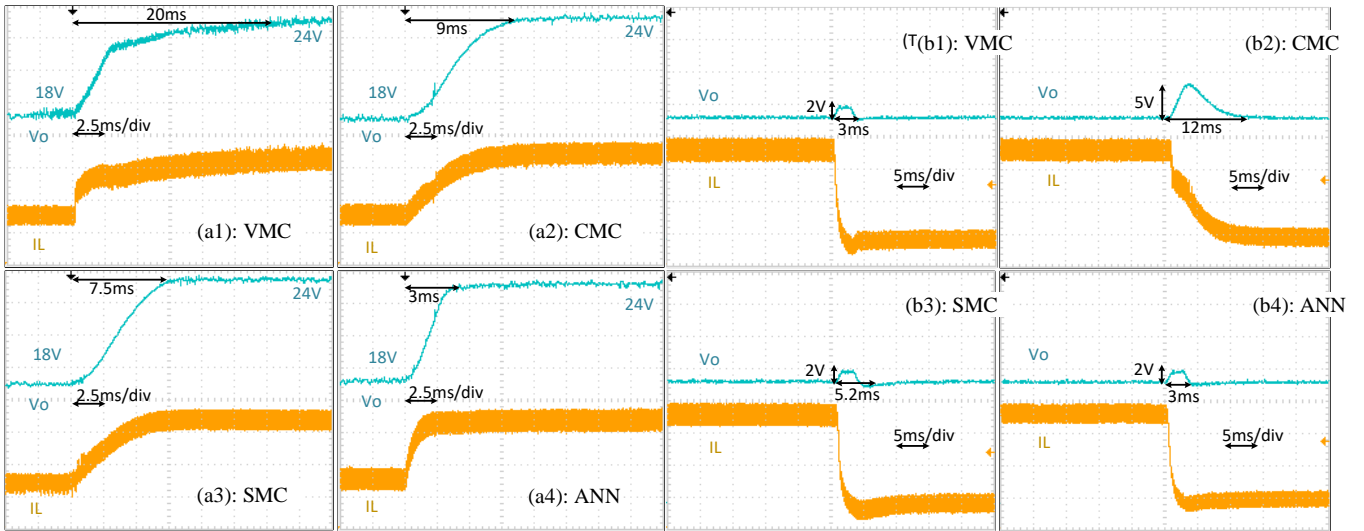 20ms
24V
18V
Vo
2.5ms/div
IL
(a1): VMC
9ms
24V
18V
Vo
2.5ms/div
IL
(a2): CMC
(T(b1): VMC
Vo
2V
3ms
IL
5ms/div
(b2): CMC
Vo
5V
12ms
IL
5ms/div
7.5ms
24V
18V
Vo
2.5ms/div
IL
(a3): SMC
3ms
24V
18V
Vo
2.5ms/div
IL
(a4): ANN
(b3): SMC
Vo
2V
5.2ms
IL
5ms/div
(b4): ANN
Vo
2V
3ms
IL
5ms/div